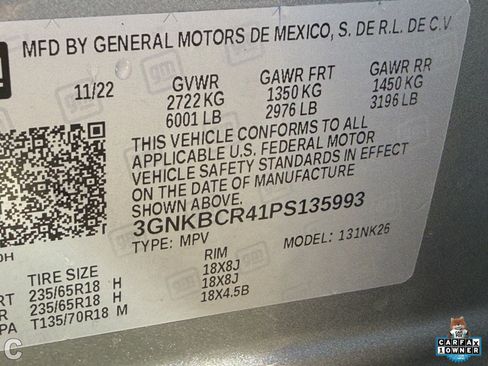 MFD BY GENERAL MOTORS DE MEXICO, S. DE R.L. DE C.V.
11/22 GVWR GAWR FRT GAWR RR
2722 KG 1350 KG 1450 KG
6001 LB 2976 LB 3196 LB
THIS VEHICLE CONFORMS TO ALL
APPLICABLE U.S. FEDERAL MOTOR
VEHICLE SAFETY STANDARDS IN EFFECT
ON THE DATE OF MANUFACTURE
SHOWN ABOVE.
3GNKBCR41PS135993
TYPE: MPV MODEL: 131NK26
TIRE SIZE RIM
RT 235/65R18 H 18X8J
RR 235/65R18 H 18X8J
PA T135/70R18 M 18X4.5B
C
CARFAX
1 OWNER